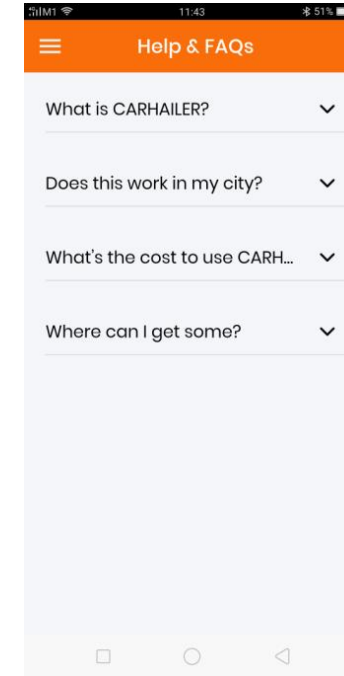 M1 11:43 51%
Help & FAQs
What is CARHAILER?
Does this work in my city?
What's the cost to use CARH...
Where can I get some?